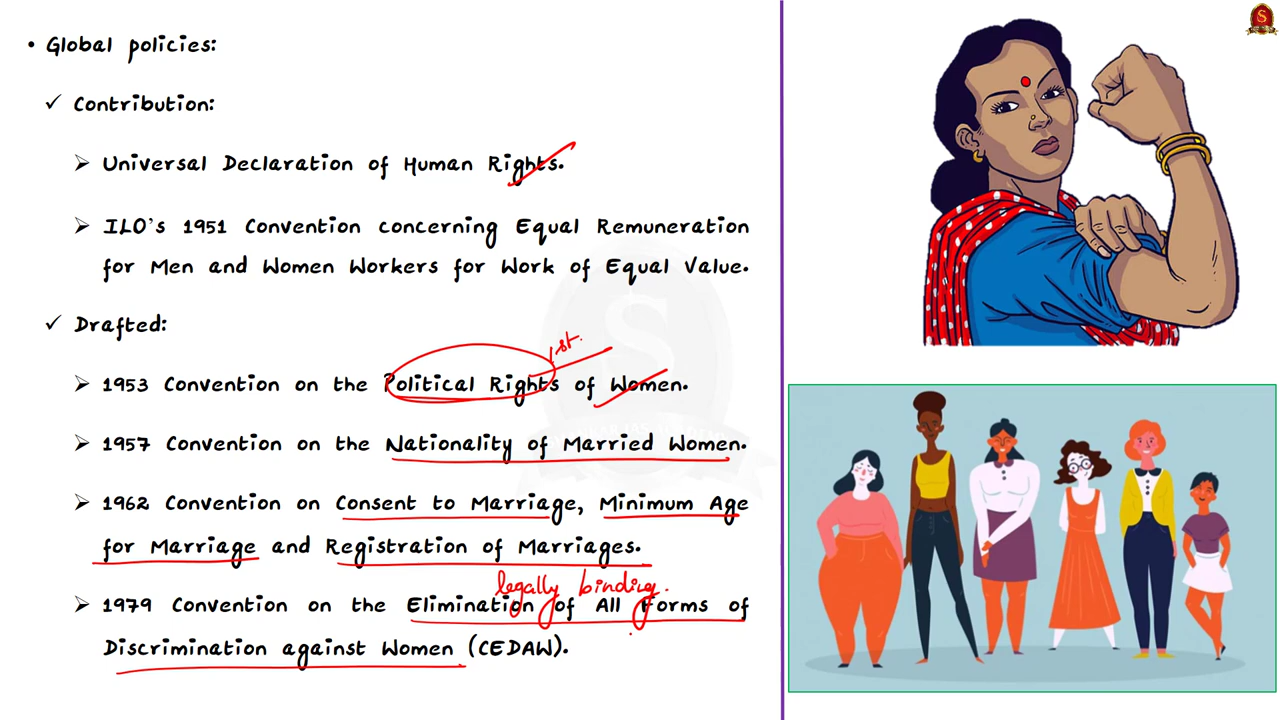 • Global policies:
✓ Contribution:
➢ Universal Declaration of Human Rights.
➢ ILO's 1951 Convention concerning Equal Remuneration
for Men and Women Workers for Work of Equal Value.
✓ Drafted:
1st.
➢ 1953 Convention on the Political Rights of Women.
➢ 1957 Convention on the Nationality of Married Women.
➢ 1962 Convention on Consent to Marriage, Minimum Age
for Marriage and Registration of Marriages.
legally binding.
➢ 1979 Convention on the Elimination of All Forms of
Discrimination against Women (CEDAW).
S